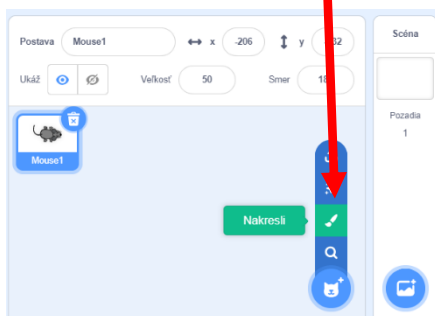 Postava Mouse1 x -206 y
Scéna
Ukáž Veľkosť 50 Smer
Pozadia
1
Mouse1
Nakresli